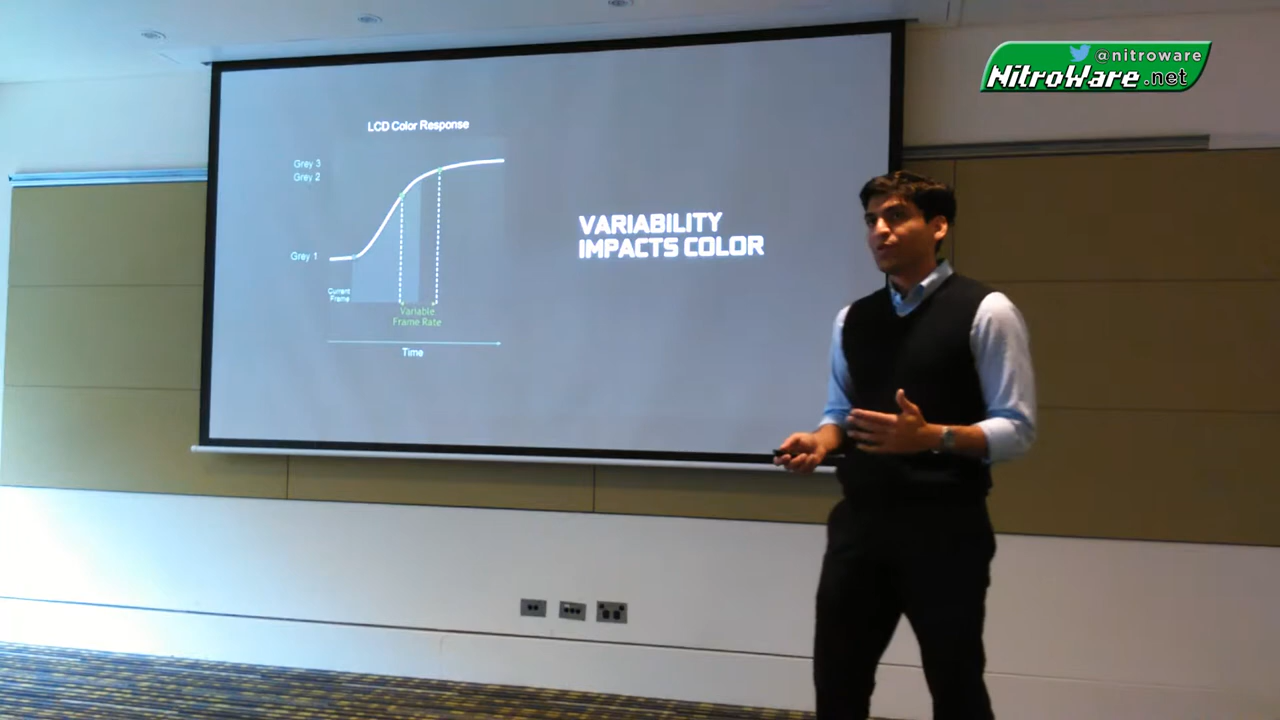 @nitroware
NitroWare.net
LCD Color Response
Grey 3
Grey 2
Grey 1
Current
Frame
Variable
Frame Rate
Time
VARIABILITY
IMPACTS COLOR